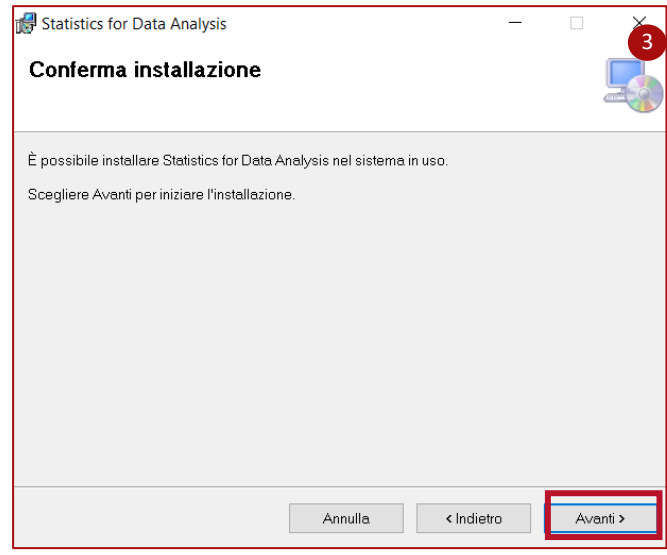 Statistics for Data Analysis
3
Conferma installazione
È possibile installare Statistics for Data Analysis nel sistema in uso.
Scegliere Avanti per iniziare l'installazione.
Annulla
< Indietro
Avanti >